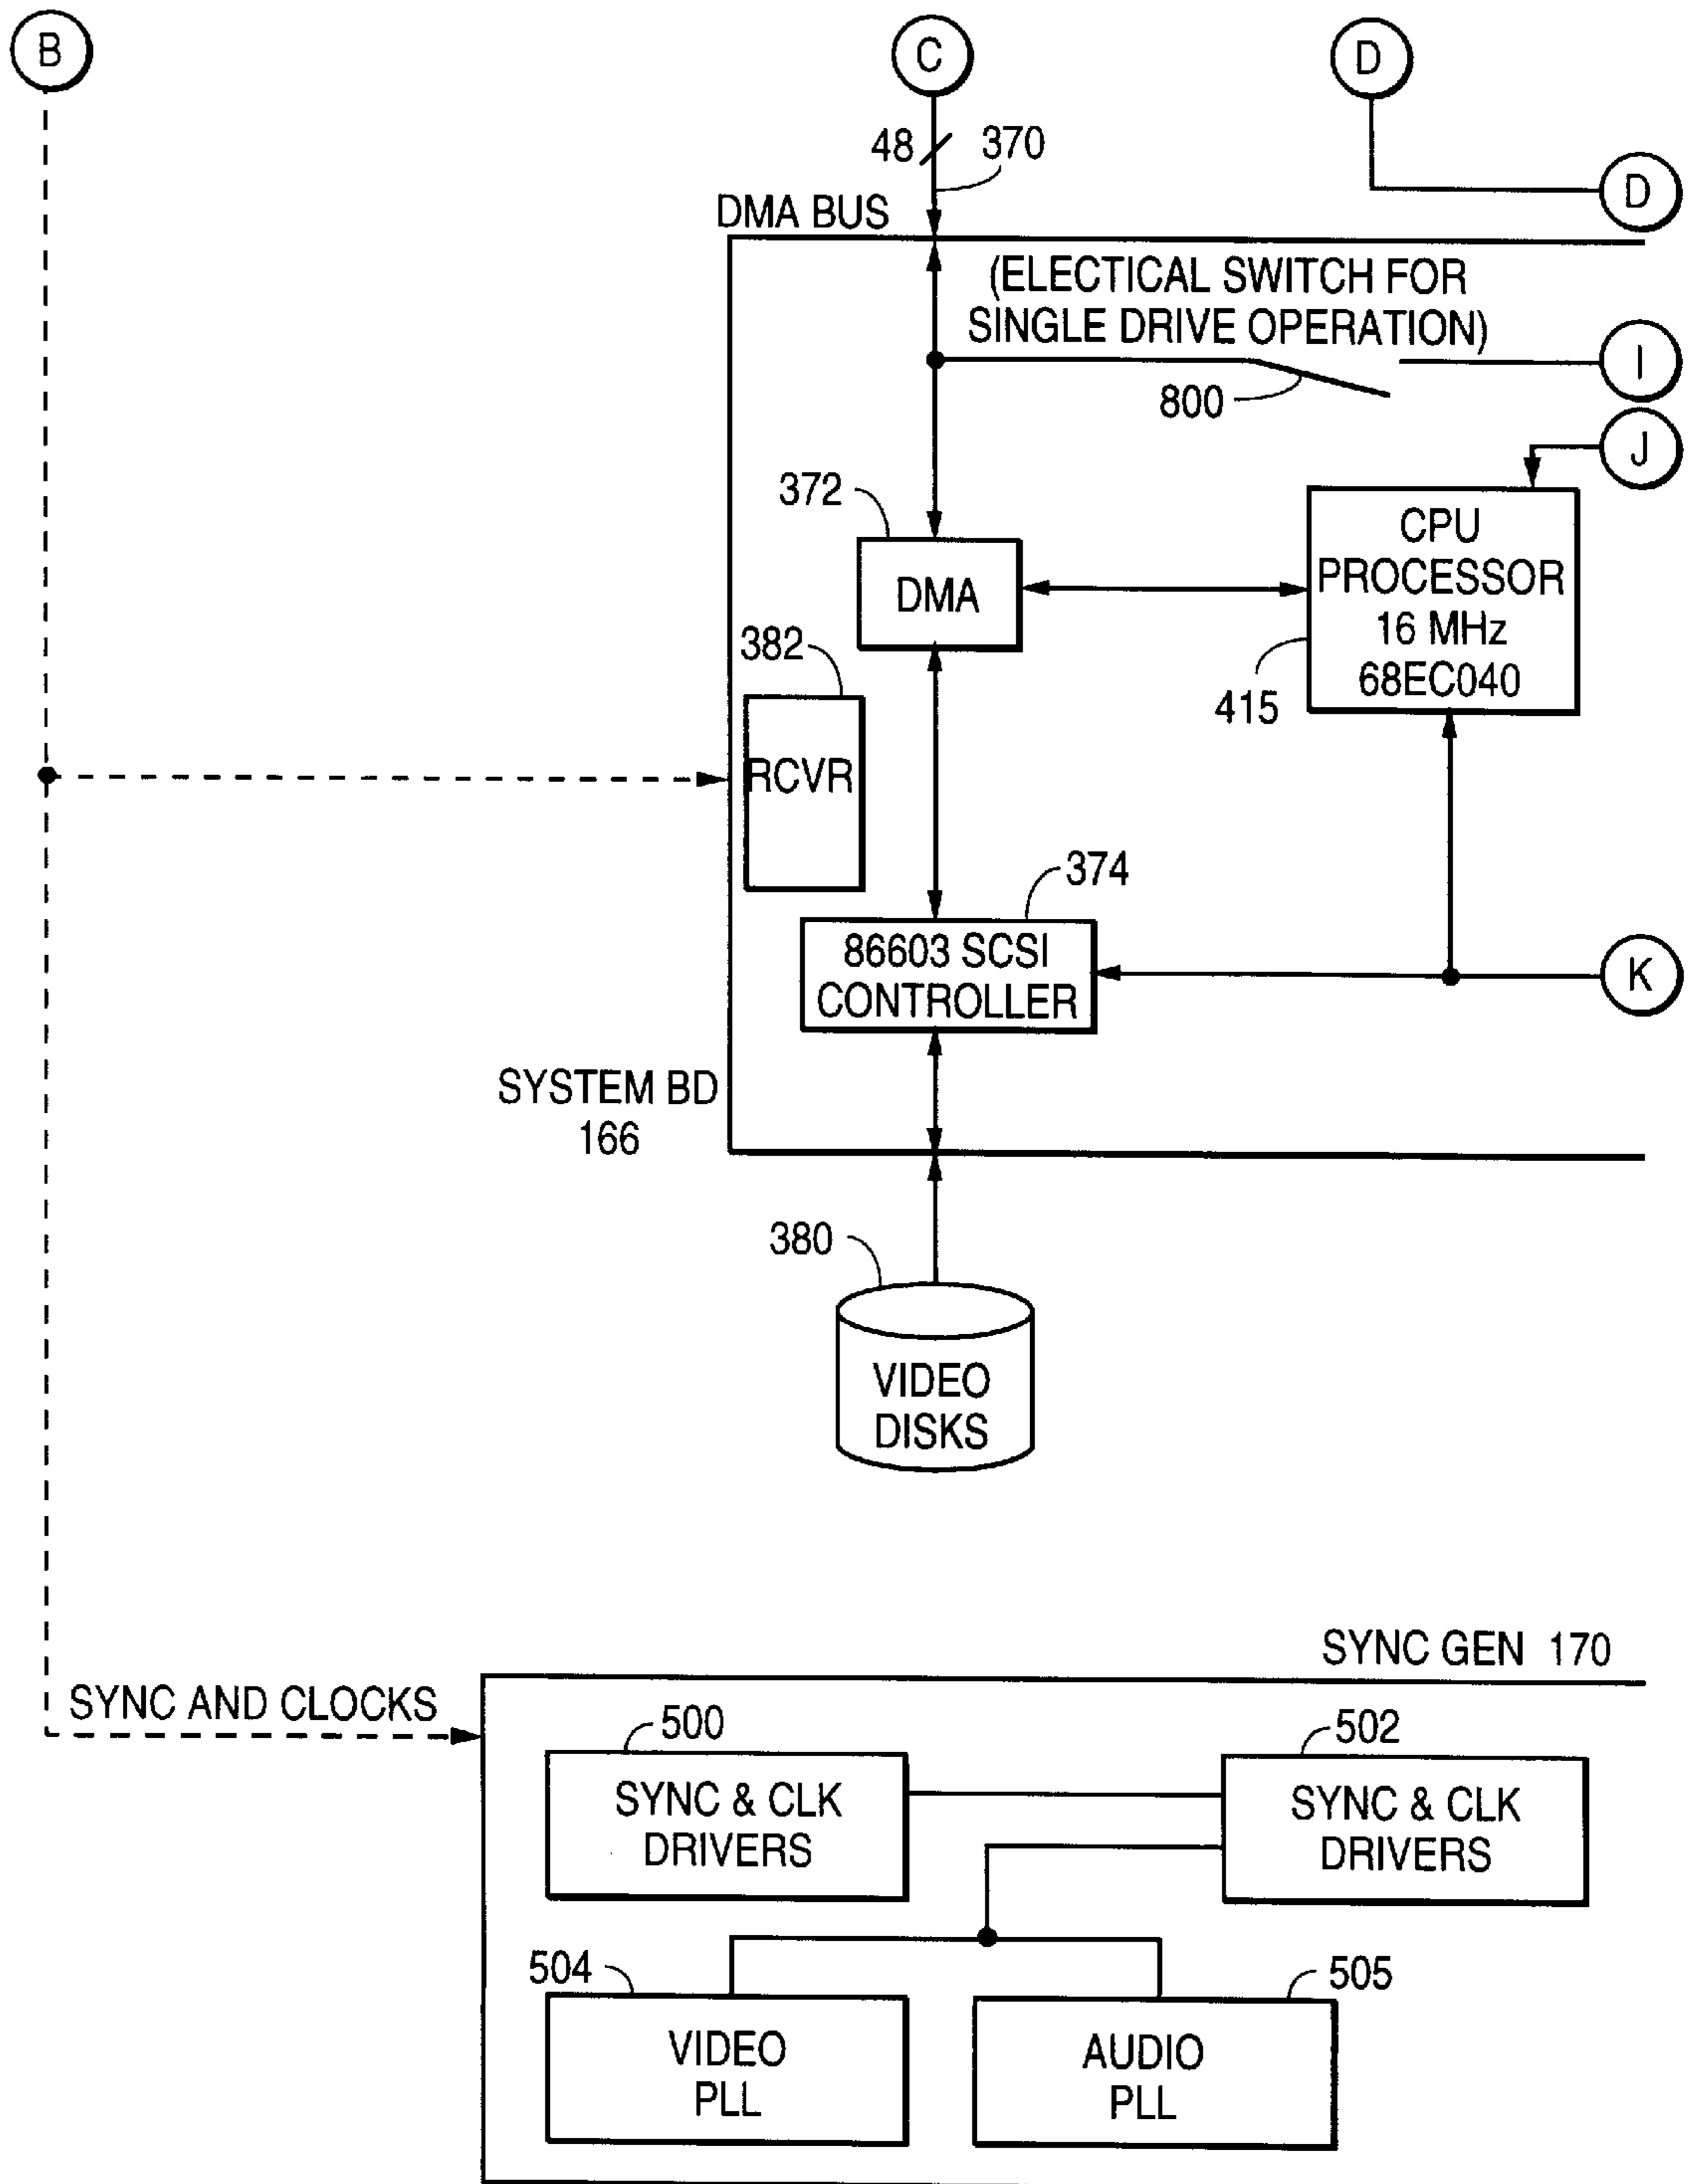 B
C
D
48
370
D
DMA BUS
(ELECTICAL SWITCH FOR
SINGLE DRIVE OPERATION)
I
800
J
372
CPU
PROCESSOR
16 MHz
68EC040
DMA
382
415
RCVR
374
86603 SCSI
CONTROLLER
K
SYSTEM BD
166
380
VIDEO
DISKS
SYNC GEN 170
SYNC AND CLOCKS
500
502
SYNC & CLK
DRIVERS
SYNC & CLK
DRIVERS
504
505
VIDEO
PLL
AUDIO
PLL